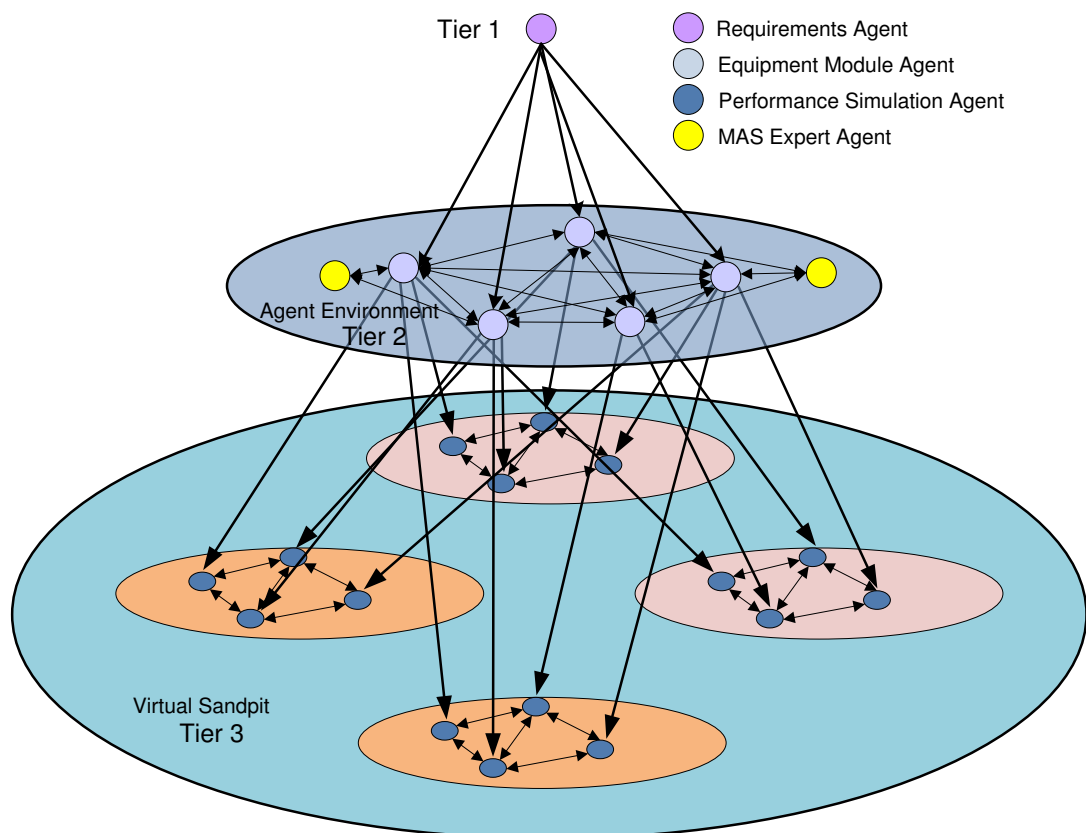 Tier 1
Requirements Agent
Equipment Module Agent
Performance Simulation Agent
MAS Expert Agent
Agent Environment
Tier 2
Virtual Sandpit
Tier 3